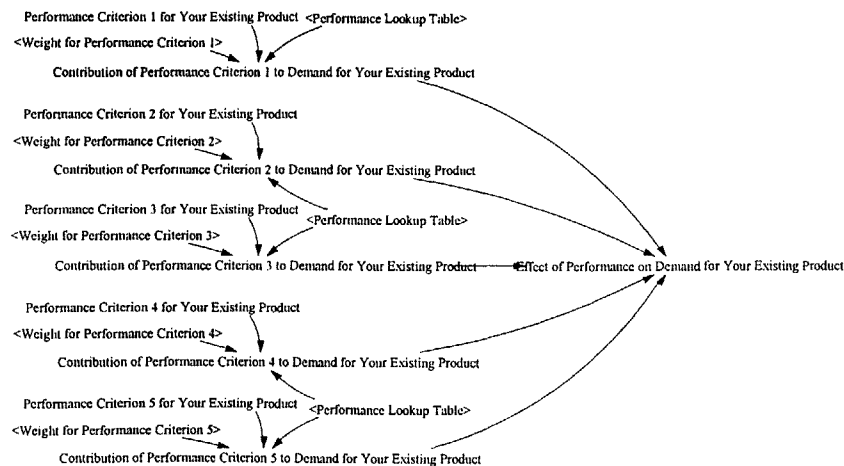 Performance Criterion 1 for Your Existing Product <Performance Lookup Table>
<Weight for Performance Criterion 1>
Contribution of Performance Criterion 1 to Demand for Your Existing Product
Performance Criterion 2 for Your Existing Product
<Weight for Performance Criterion 2>
Contribution of Performance Criterion 2 to Demand for Your Existing Product
Performance Criterion 3 for Your Existing Product
<Performance Lookup Table>
<Weight for Performance Criterion 3>
Contribution of Performance Criterion 3 to Demand for Your Existing Product
Effect of Performance on Demand for Your Existing Product
Performance Criterion 4 for Your Existing Product
<Weight for Performance Criterion 4>
Contribution of Performance Criterion 4 to Demand for Your Existing Product
Performance Criterion 5 for Your Existing Product
<Performance Lookup Table>
<Weight for Performance Criterion 5>
Contribution of Performance Criterion 5 to Demand for Your Existing Product